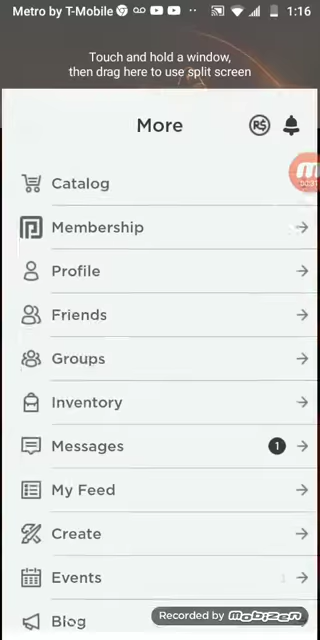 Metro by T-Mobile 1:16
Touch and hold a window,
then drag here to use split screen
More R$
Catalog
Membership
Profile
Friends
Groups
Inventory
Messages 1
My Feed
Create
Events
Blog
Recorded by mobizen